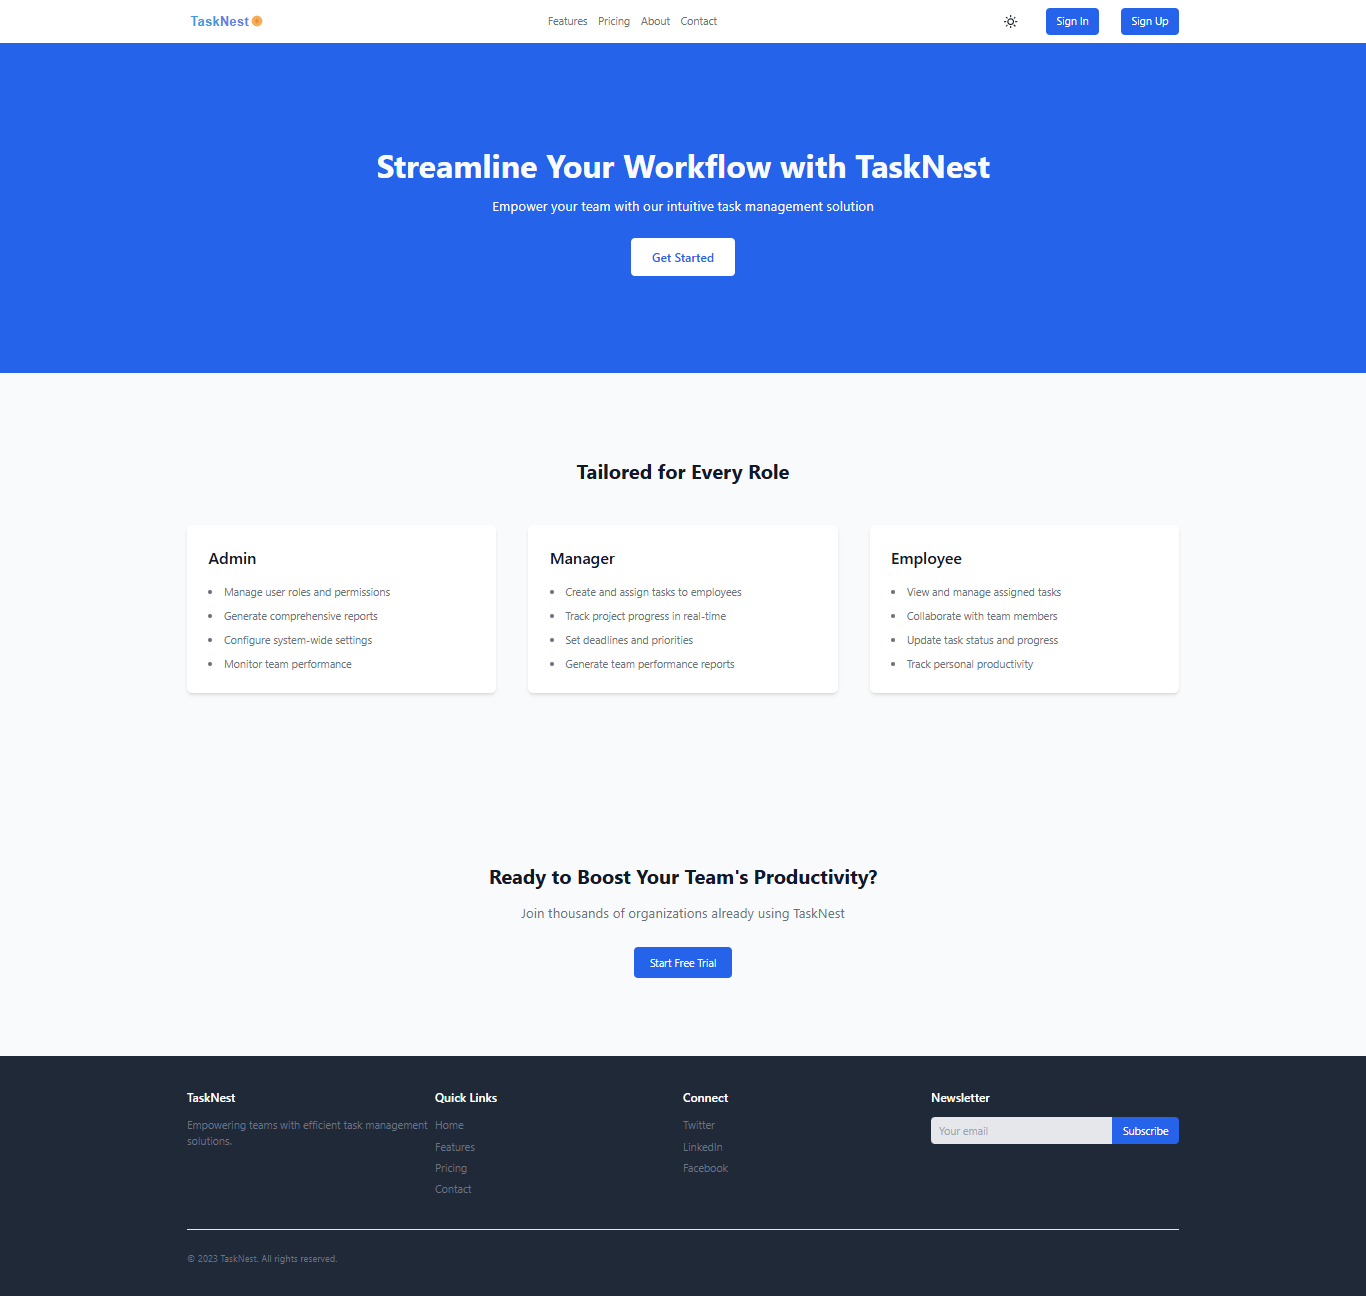 TaskNest
Features Pricing About Contact
Sign In
Sign Up
Streamline Your Workflow with TaskNest
Empower your team with our intuitive task management solution
Get Started
Tailored for Every Role
Admin
• Manage user roles and permissions
• Generate comprehensive reports
• Configure system-wide settings
• Monitor team performance
Manager
• Create and assign tasks to employees
• Track project progress in real-time
• Set deadlines and priorities
• Generate team performance reports
Employee
• View and manage assigned tasks
• Collaborate with team members
• Update task status and progress
• Track personal productivity
Ready to Boost Your Team's Productivity?
Join thousands of organizations already using TaskNest
Start Free Trial
TaskNest
Empowering teams with efficient task management
solutions.
Quick Links
Home
Features
Pricing
Contact
Connect
Twitter
LinkedIn
Facebook
Newsletter
Your email
Subscribe
© 2023 TaskNest. All rights reserved.